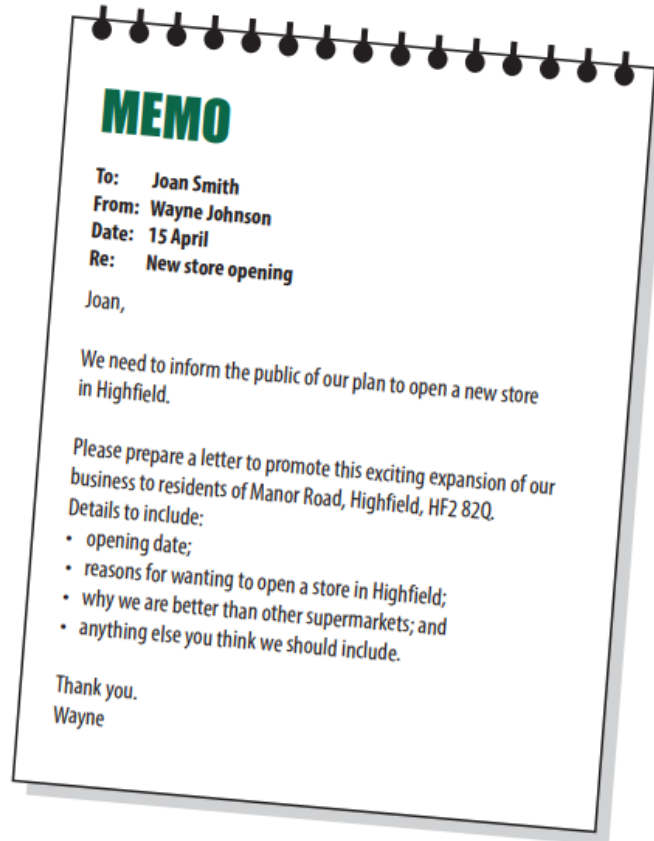 MEMO
To: Joan Smith
From: Wayne Johnson
Date: 15 April
Re: New store opening
Joan,
We need to inform the public of our plan to open a new store
in Highfield.
Please prepare a letter to promote this exciting expansion of our
business to residents of Manor Road, Highfield, HF2 82Q.
Details to include:
• opening date;
• reasons for wanting to open a store in Highfield;
• why we are better than other supermarkets; and
• anything else you think we should include.
Thank you.
Wayne